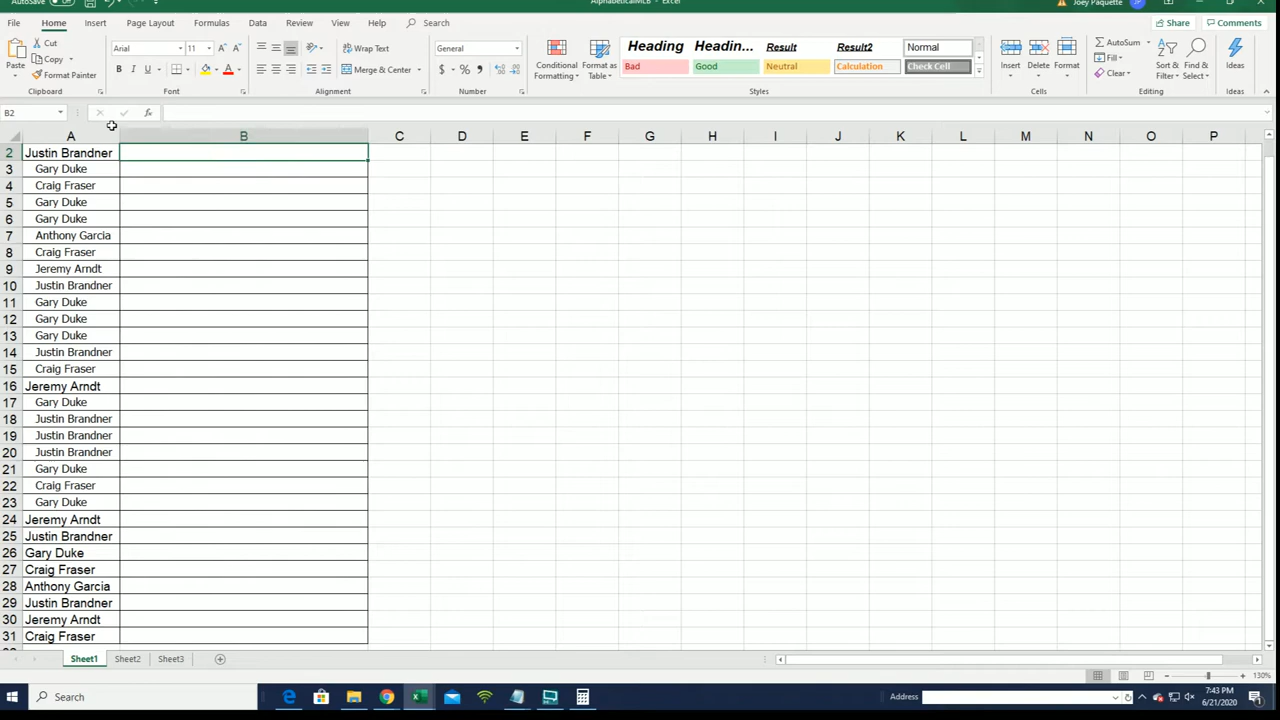 AutoSave Off AlphabeticalMLB - Excel Joey Paquette JP
File Home Insert Page Layout Formulas Data Review View Help Search Share Comments
Paste Cut Copy Format Painter Clipboard
Arial 11 A A B I U A Font
Wrap Text Merge & Center Alignment
General $ % , Number
Conditional Formatting Format as Table
Heading Headin... Result Result2 Normal
Bad Good Neutral Calculation Check Cell
Styles
Insert Delete Format Cells
AutoSum Fill Clear Sort & Filter Find & Select Editing
Ideas Ideas
B2 fx
A B C D E F G H I J K L M N O P
2 Justin Brandner
3 Gary Duke
4 Craig Fraser
5 Gary Duke
6 Gary Duke
7 Anthony Garcia
8 Craig Fraser
9 Jeremy Arndt
10 Justin Brandner
11 Gary Duke
12 Gary Duke
13 Gary Duke
14 Justin Brandner
15 Craig Fraser
16 Jeremy Arndt
17 Gary Duke
18 Justin Brandner
19 Justin Brandner
20 Justin Brandner
21 Gary Duke
22 Craig Fraser
23 Gary Duke
24 Jeremy Arndt
25 Justin Brandner
26 Gary Duke
27 Craig Fraser
28 Anthony Garcia
29 Justin Brandner
30 Jeremy Arndt
31 Craig Fraser
Sheet1 Sheet2 Sheet3
130%
Search Address 7:43 PM
6/21/2020